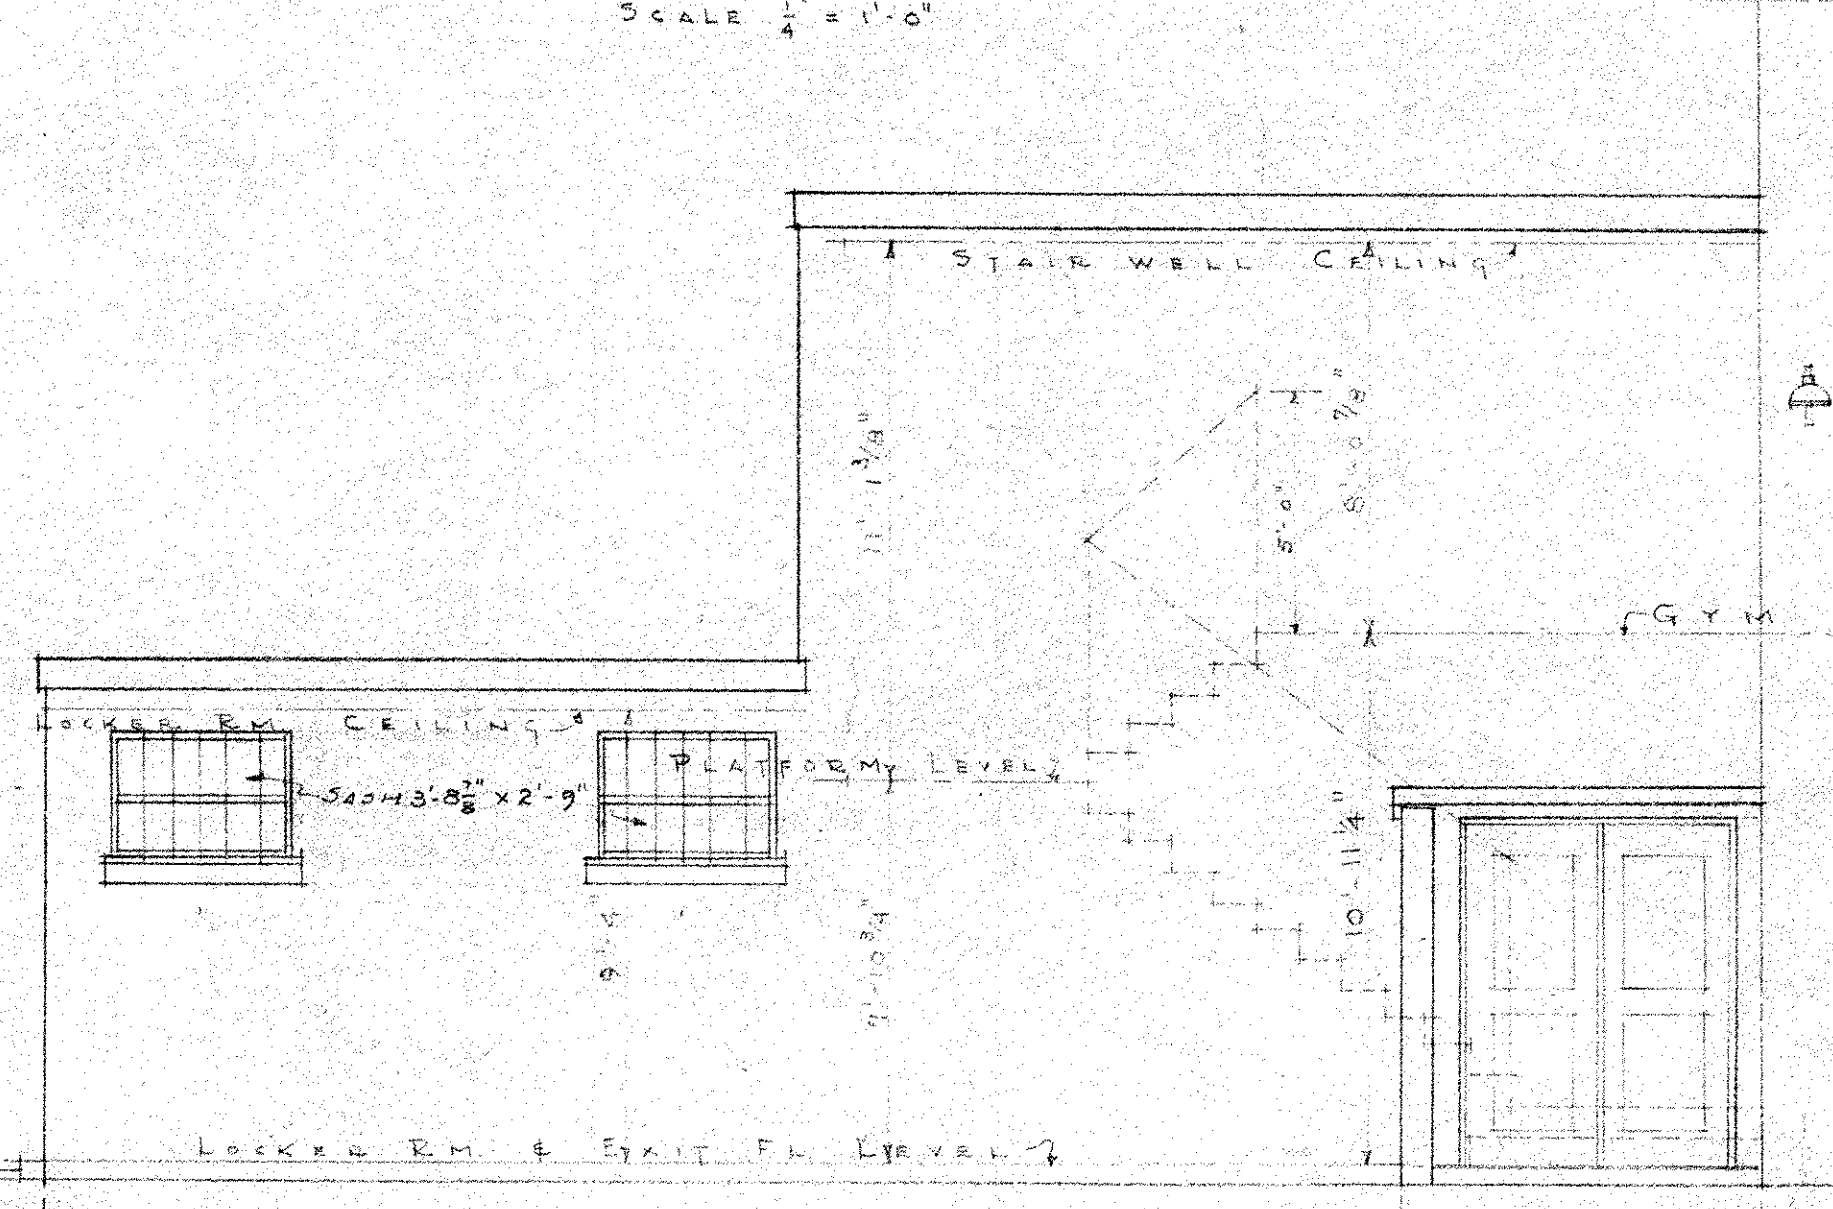 SCALE 1/4" = 1'-0"
STAIR WELL CEILING
11'-1 3/8"
8'-0 7/8"
5'-0"
GYM
LOCKER RM. CEILING
PLATFORM LEVEL
SASH 3'-8 7/8" x 2'-9"
10'-11 1/4"
LOCKER RM & EXIT FL LEVEL